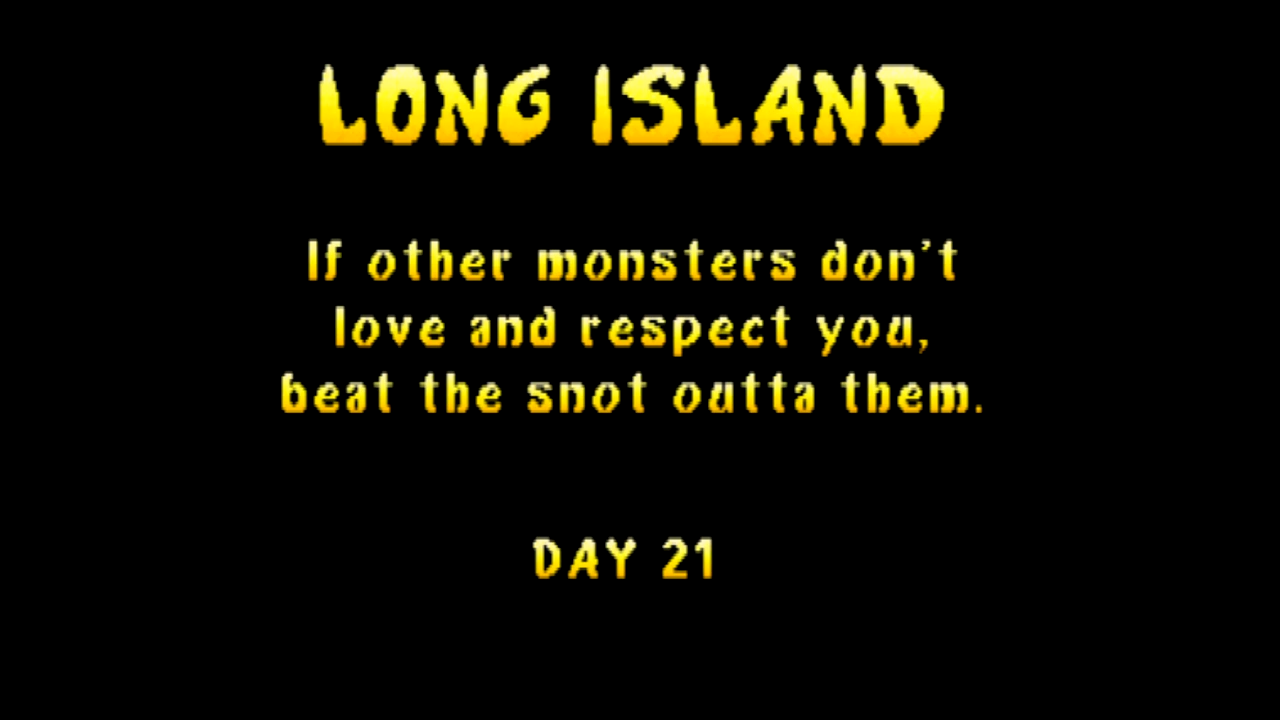 LONG ISLAND
If other monsters don't
love and respect you,
beat the snot outta them.
DAY 21